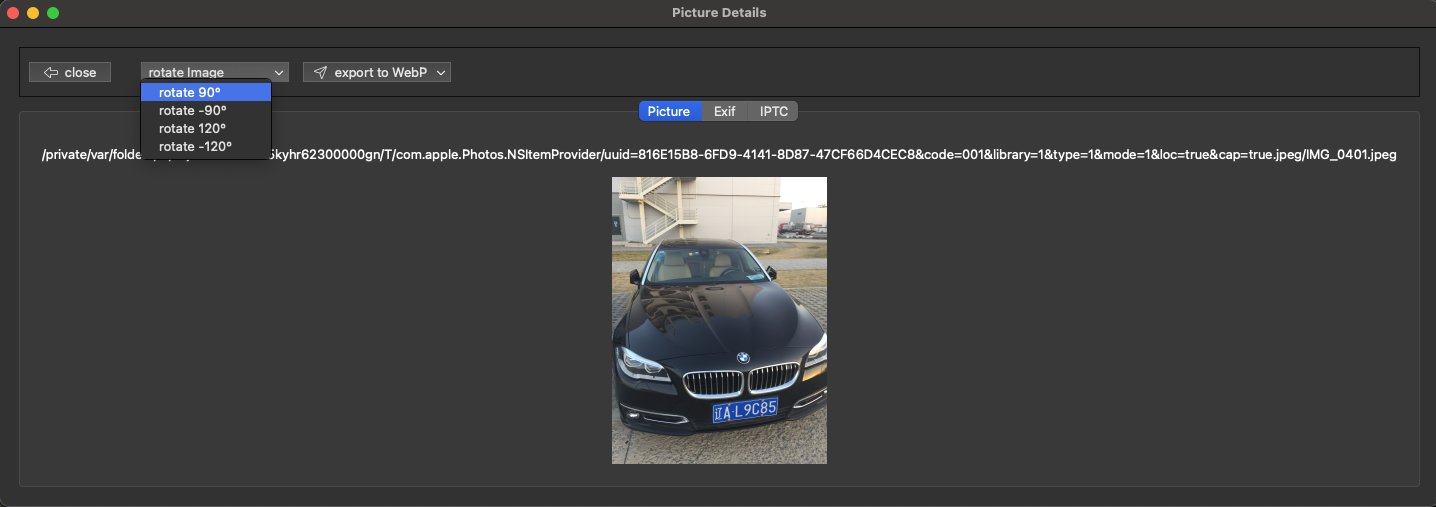 Picture Details
close
rotate Image
export to WebP
rotate 90°
rotate -90°
rotate 120°
rotate -120°
Picture
Exif
IPTC
/private/var/folde 5kyhr62300000gn/T/com.apple.Photos.NSItemProvider/uuid=816E15B8-6FD9-4141-8D87-47CF66D4CEC8&code=001&library=1&type=1&mode=1&loc=true&cap=true.jpeg/IMG_0401.jpeg
辽A·L9C85